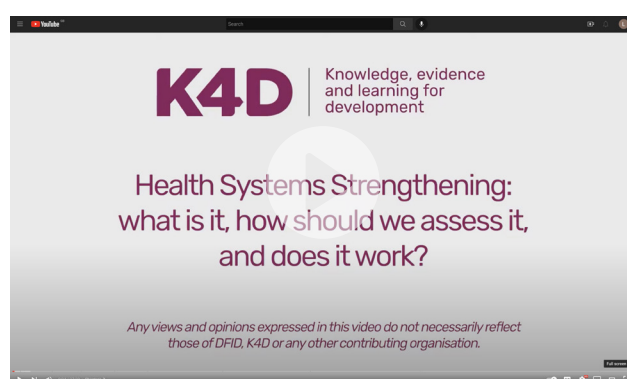 YouTube
Search
K4D
Knowledge, evidence
and learning for
development
Health Systems Strengthening:
what is it, how should we assess it,
and does it work?
Any views and opinions expressed in this video do not necessarily reflect
those of DFID, K4D or any other contributing organisation.
Full screen